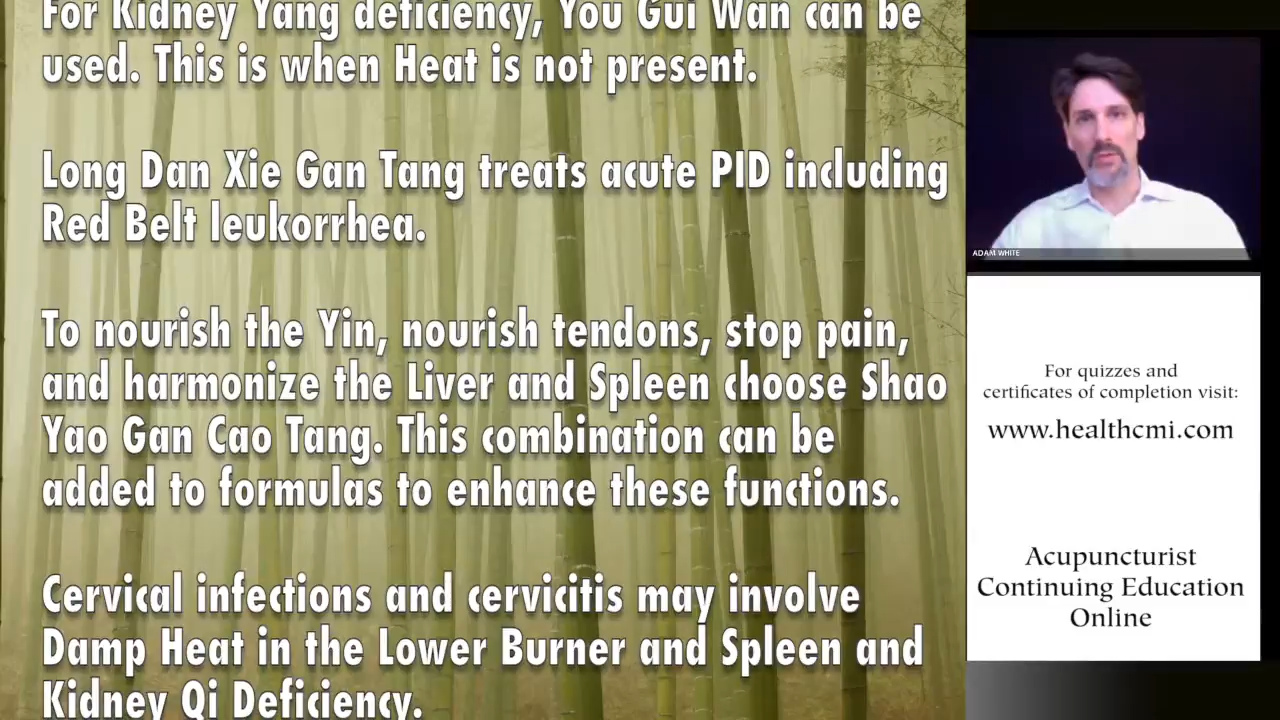 For Kidney Yang deficiency, You Gui Wan can be
used. This is when Heat is not present.
Long Dan Xie Gan Tang treats acute PID including
Red Belt leukorrhea.
To nourish the Yin, nourish tendons, stop pain,
and harmonize the Liver and Spleen choose Shao
Yao Gan Cao Tang. This combination can be
added to formulas to enhance these functions.
Cervical infections and cervicitis may involve
Damp Heat in the Lower Burner and Spleen and
Kidney Qi Deficiency.
ADAM WHITE
For quizzes and
certificates of completion visit:
www.healthcmi.com
Acupuncturist
Continuing Education
Online